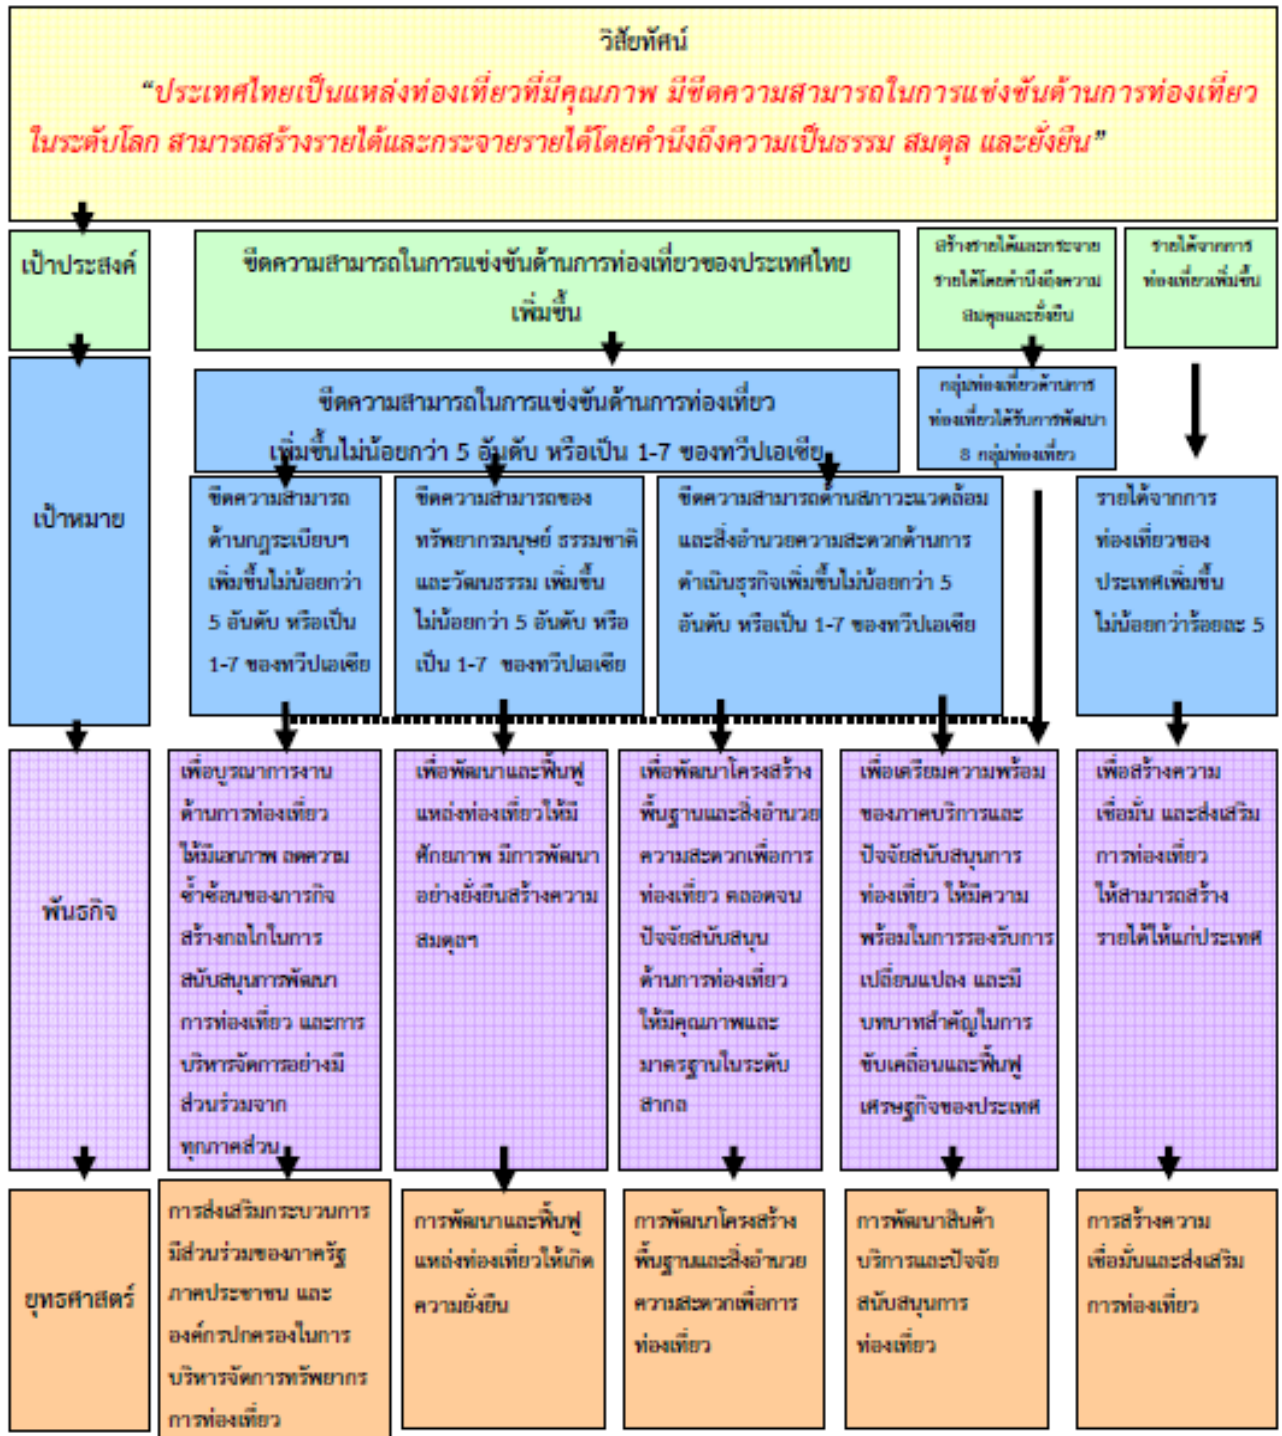 วิสัยทัศน์
“ประเทศไทยเป็นแหล่งท่องเที่ยวที่มีคุณภาพ มีขีดความสามารถในการแข่งขันด้านการท่องเที่ยว
ในระดับโลก สามารถสร้างรายได้และกระจายรายได้โดยคำนึงถึงความเป็นธรรม สมดุล และยั่งยืน”
เป้าประสงค์
ขีดความสามารถในการแข่งขันด้านการท่องเที่ยวของประเทศไทย
เพิ่มขึ้น
สร้างรายได้และกระจาย
รายได้โดยคำนึงถึงความ
สมดุลและยั่งยืน
รายได้จากการ
ท่องเที่ยวเพิ่มขึ้น
เป้าหมาย
ขีดความสามารถในการแข่งขันด้านการท่องเที่ยว
เพิ่มขึ้นไม่น้อยกว่า 5 อันดับ หรือเป็น 1-7 ของทวีปเอเชีย
กลุ่มท่องเที่ยวด้านการ
ท่องเที่ยวได้รับการพัฒนา
8 กลุ่มท่องเที่ยว
ขีดความสามารถ
ด้านกฎระเบียบฯ
เพิ่มขึ้นไม่น้อยกว่า
5 อันดับ หรือเป็น
1-7 ของทวีปเอเชีย
ขีดความสามารถของ
ทรัพยากรมนุษย์ ธรรมชาติ
และวัฒนธรรม เพิ่มขึ้น
ไม่น้อยกว่า 5 อันดับ หรือ
เป็น 1-7 ของทวีปเอเชีย
ขีดความสามารถด้านสภาวะแวดล้อม
และสิ่งอำนวยความสะดวกด้านการ
ดำเนินธุรกิจเพิ่มขึ้นไม่น้อยกว่า 5
อันดับ หรือเป็น 1-7 ของทวีปเอเชีย
รายได้จากการ
ท่องเที่ยวของ
ประเทศเพิ่มขึ้น
ไม่น้อยกว่าร้อยละ 5
พันธกิจ
เพื่อบูรณาการงาน
ด้านการท่องเที่ยว
ให้มีเอกภาพ ลดความ
ซ้ำซ้อนของภารกิจ
สร้างกลไกในการ
สนับสนุนการพัฒนา
การท่องเที่ยว และการ
บริหารจัดการอย่างมี
ส่วนร่วมจาก
ทุกภาคส่วน
เพื่อพัฒนาและฟื้นฟู
แหล่งท่องเที่ยวให้มี
ศักยภาพ มีการพัฒนา
อย่างยั่งยืนสร้างความ
สมดุลฯ
เพื่อพัฒนาโครงสร้าง
พื้นฐานและสิ่งอำนวย
ความสะดวกเพื่อการ
ท่องเที่ยว ตลอดจน
ปัจจัยสนับสนุน
ด้านการท่องเที่ยว
ให้มีคุณภาพและ
มาตรฐานในระดับ
สากล
เพื่อเตรียมความพร้อม
ของภาคบริการและ
ปัจจัยสนับสนุนการ
ท่องเที่ยว ให้มีความ
พร้อมในการรองรับการ
เปลี่ยนแปลง และมี
บทบาทสำคัญในการ
ขับเคลื่อนและฟื้นฟู
เศรษฐกิจของประเทศ
เพื่อสร้างความ
เชื่อมั่น และส่งเสริม
การท่องเที่ยว
ให้สามารถสร้าง
รายได้ให้แก่ประเทศ
ยุทธศาสตร์
การส่งเสริมกระบวนการ
มีส่วนร่วมของภาครัฐ
ภาคประชาชน และ
องค์กรปกครองในการ
บริหารจัดการทรัพยากร
การท่องเที่ยว
การพัฒนาและฟื้นฟู
แหล่งท่องเที่ยวให้เกิด
ความยั่งยืน
การพัฒนาโครงสร้าง
พื้นฐานและสิ่งอำนวย
ความสะดวกเพื่อการ
ท่องเที่ยว
การพัฒนาสินค้า
บริการและปัจจัย
สนับสนุนการ
ท่องเที่ยว
การสร้างความ
เชื่อมั่นและส่งเสริม
การท่องเที่ยว